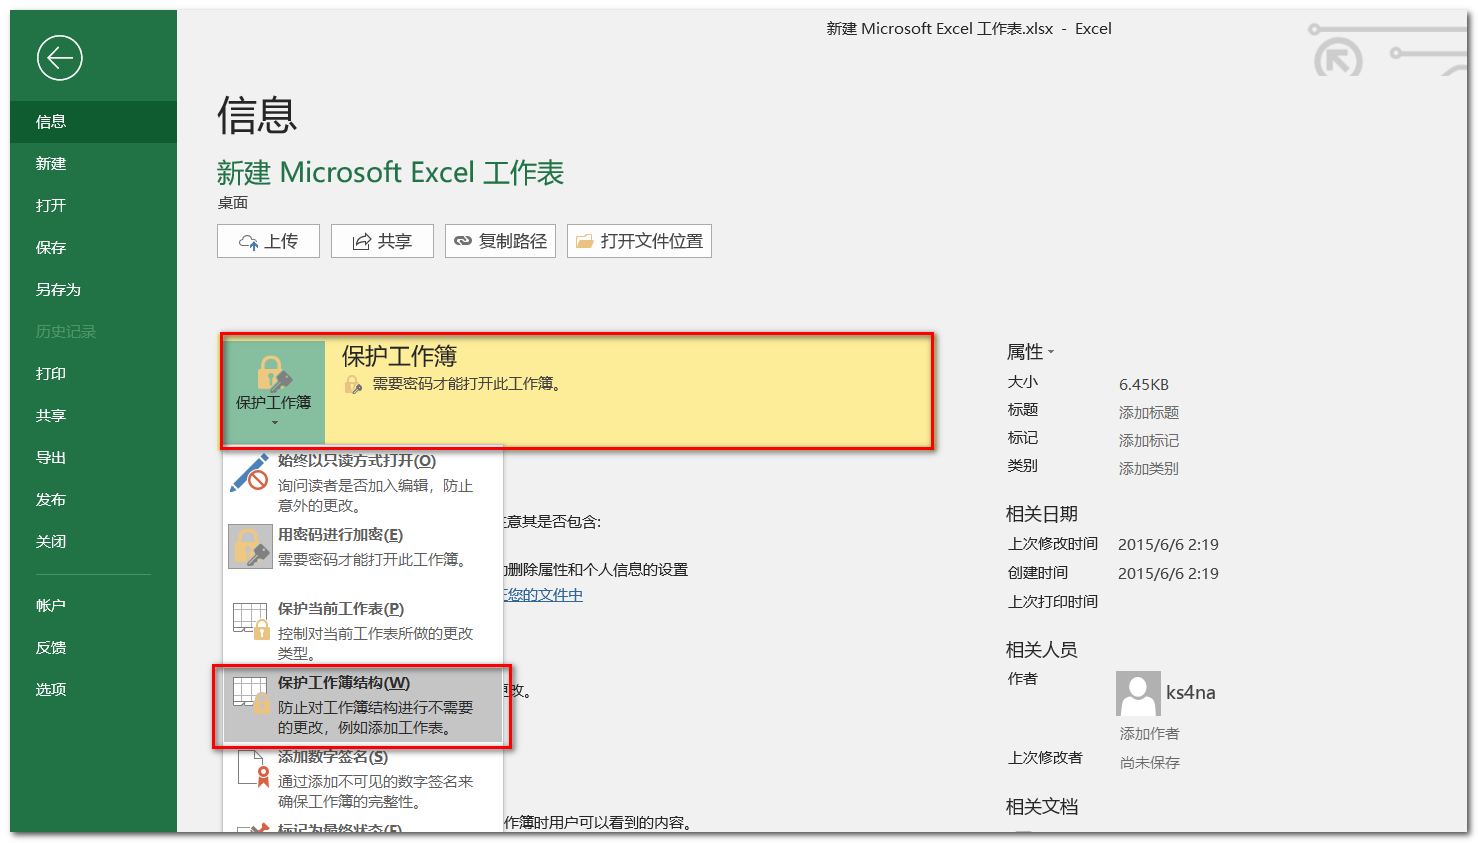 新建 Microsoft Excel 工作表.xlsx - Excel
信息
新建
打开
保存
另存为
历史记录
打印
共享
导出
发布
关闭
帐户
反馈
选项
信息
新建 Microsoft Excel 工作表
桌面
上传
共享
复制路径
打开文件位置
保护工作簿
保护工作簿
需要密码才能打开此工作簿。
始终以只读方式打开(O)
询问读者是否加入编辑，防止
意外的更改。
用密码进行加密(E)
需要密码才能打开此工作簿。
保护当前工作表(P)
控制对当前工作表所做的更改
类型。
保护工作簿结构(W)
防止对工作簿结构进行不需要
的更改，例如添加工作表。
添加数字签名(S)
通过添加不可见的数字签名来
确保工作簿的完整性。
标记为最终状态(F)
意其是否包含:
删除属性和个人信息的设置
您的文件中
改。
作簿时用户可以看到的内容。
属性
大小 6.45KB
标题 添加标题
标记 添加标记
类别 添加类别
相关日期
上次修改时间 2015/6/6 2:19
创建时间 2015/6/6 2:19
上次打印时间
相关人员
作者
ks4na
添加作者
上次修改者 尚未保存
相关文档